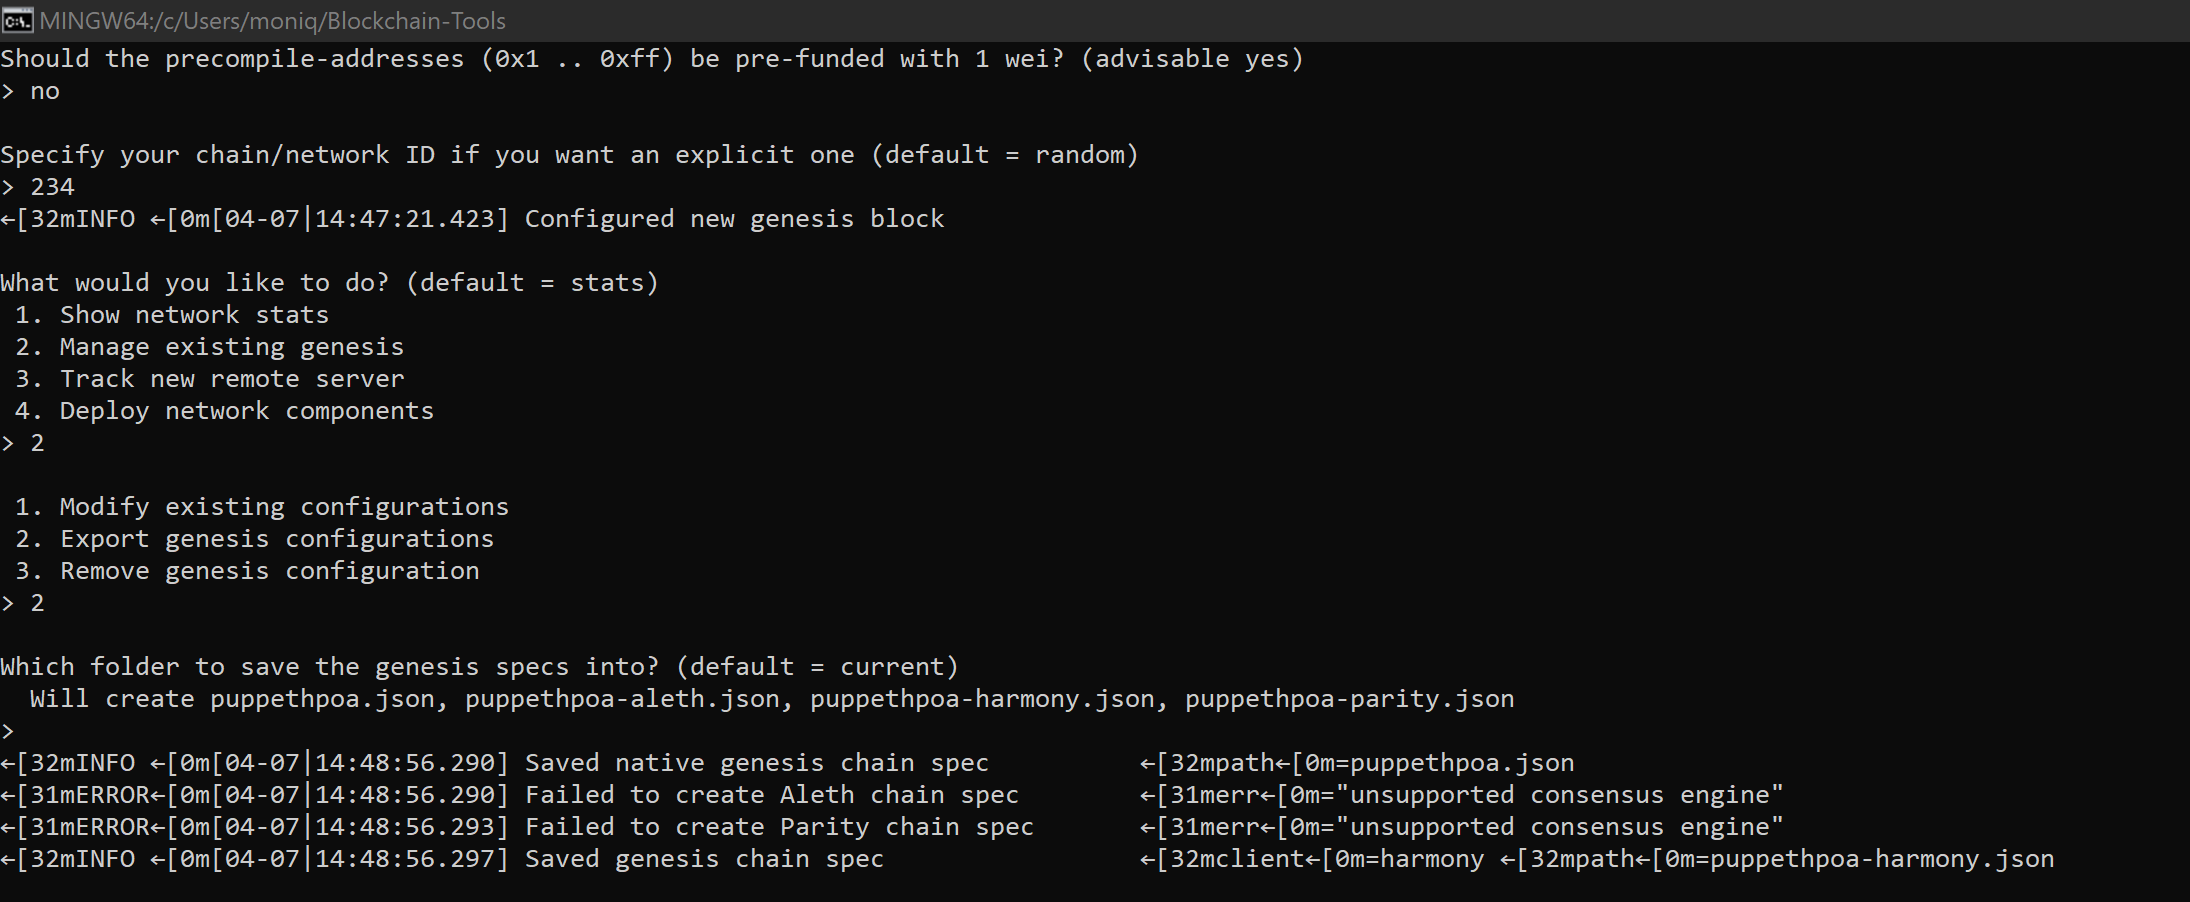 MINGW64:/c/Users/moniq/Blockchain-Tools
Should the precompile-addresses (0x1 .. 0xff) be pre-funded with 1 wei? (advisable yes)
> no
Specify your chain/network ID if you want an explicit one (default = random)
> 234
←[32mINFO ←[0m[04-07|14:47:21.423] Configured new genesis block
What would you like to do? (default = stats)
1. Show network stats
2. Manage existing genesis
3. Track new remote server
4. Deploy network components
> 2
1. Modify existing configurations
2. Export genesis configurations
3. Remove genesis configuration
> 2
Which folder to save the genesis specs into? (default = current)
Will create puppethpoa.json, puppethpoa-aleth.json, puppethpoa-harmony.json, puppethpoa-parity.json
>
←[32mINFO ←[0m[04-07|14:48:56.290] Saved native genesis chain spec ←[32mpath←[0m=puppethpoa.json
←[31mERROR←[0m[04-07|14:48:56.290] Failed to create Aleth chain spec ←[31merr←[0m="unsupported consensus engine"
←[31mERROR←[0m[04-07|14:48:56.293] Failed to create Parity chain spec ←[31merr←[0m="unsupported consensus engine"
←[32mINFO ←[0m[04-07|14:48:56.297] Saved genesis chain spec ←[32mclient←[0m=harmony ←[32mpath←[0m=puppethpoa-harmony.json